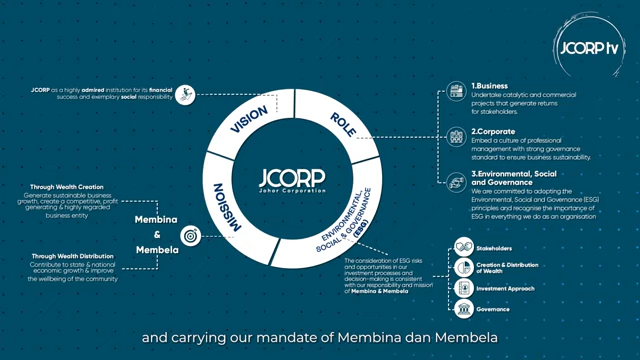 JCORP tv
JCORP as a highly admired institution for its financial
success and exemplary social responsibility
VISION
ROLE
MISSION
ENVIRONMENTAL,
SOCIAL & GOVERNANCE
(ESG)
JCORP
Johor Corporation
1.Business
Undertake catalytic and commercial
projects that generate returns
for stakeholders.
2.Corporate
Embed a culture of professional
management with strong governance
standard to ensure business sustainability.
3.Environmental, Social
and Governance
We are committed to adopting the
Environmental, Social and Governance (ESG)
principles and recognise the importance of
ESG in everything we do as an organisation
Through Wealth Creation
Generate sustainable business
growth, create a competitive, profit
generating & highly regarded
business entity
Membina
&
Membela
Through Wealth Distribution
Contribute to state & national
economic growth & improve
the wellbeing of the community
The consideration of ESG risks
and opportunities in our
investment processes and
decision-making is consistent
with our responsibility and mission
of Membina & Membela
Stakeholders
Creation & Distribution
of Wealth
Investment Approach
Governance
and carrying our mandate of Membina dan Membela